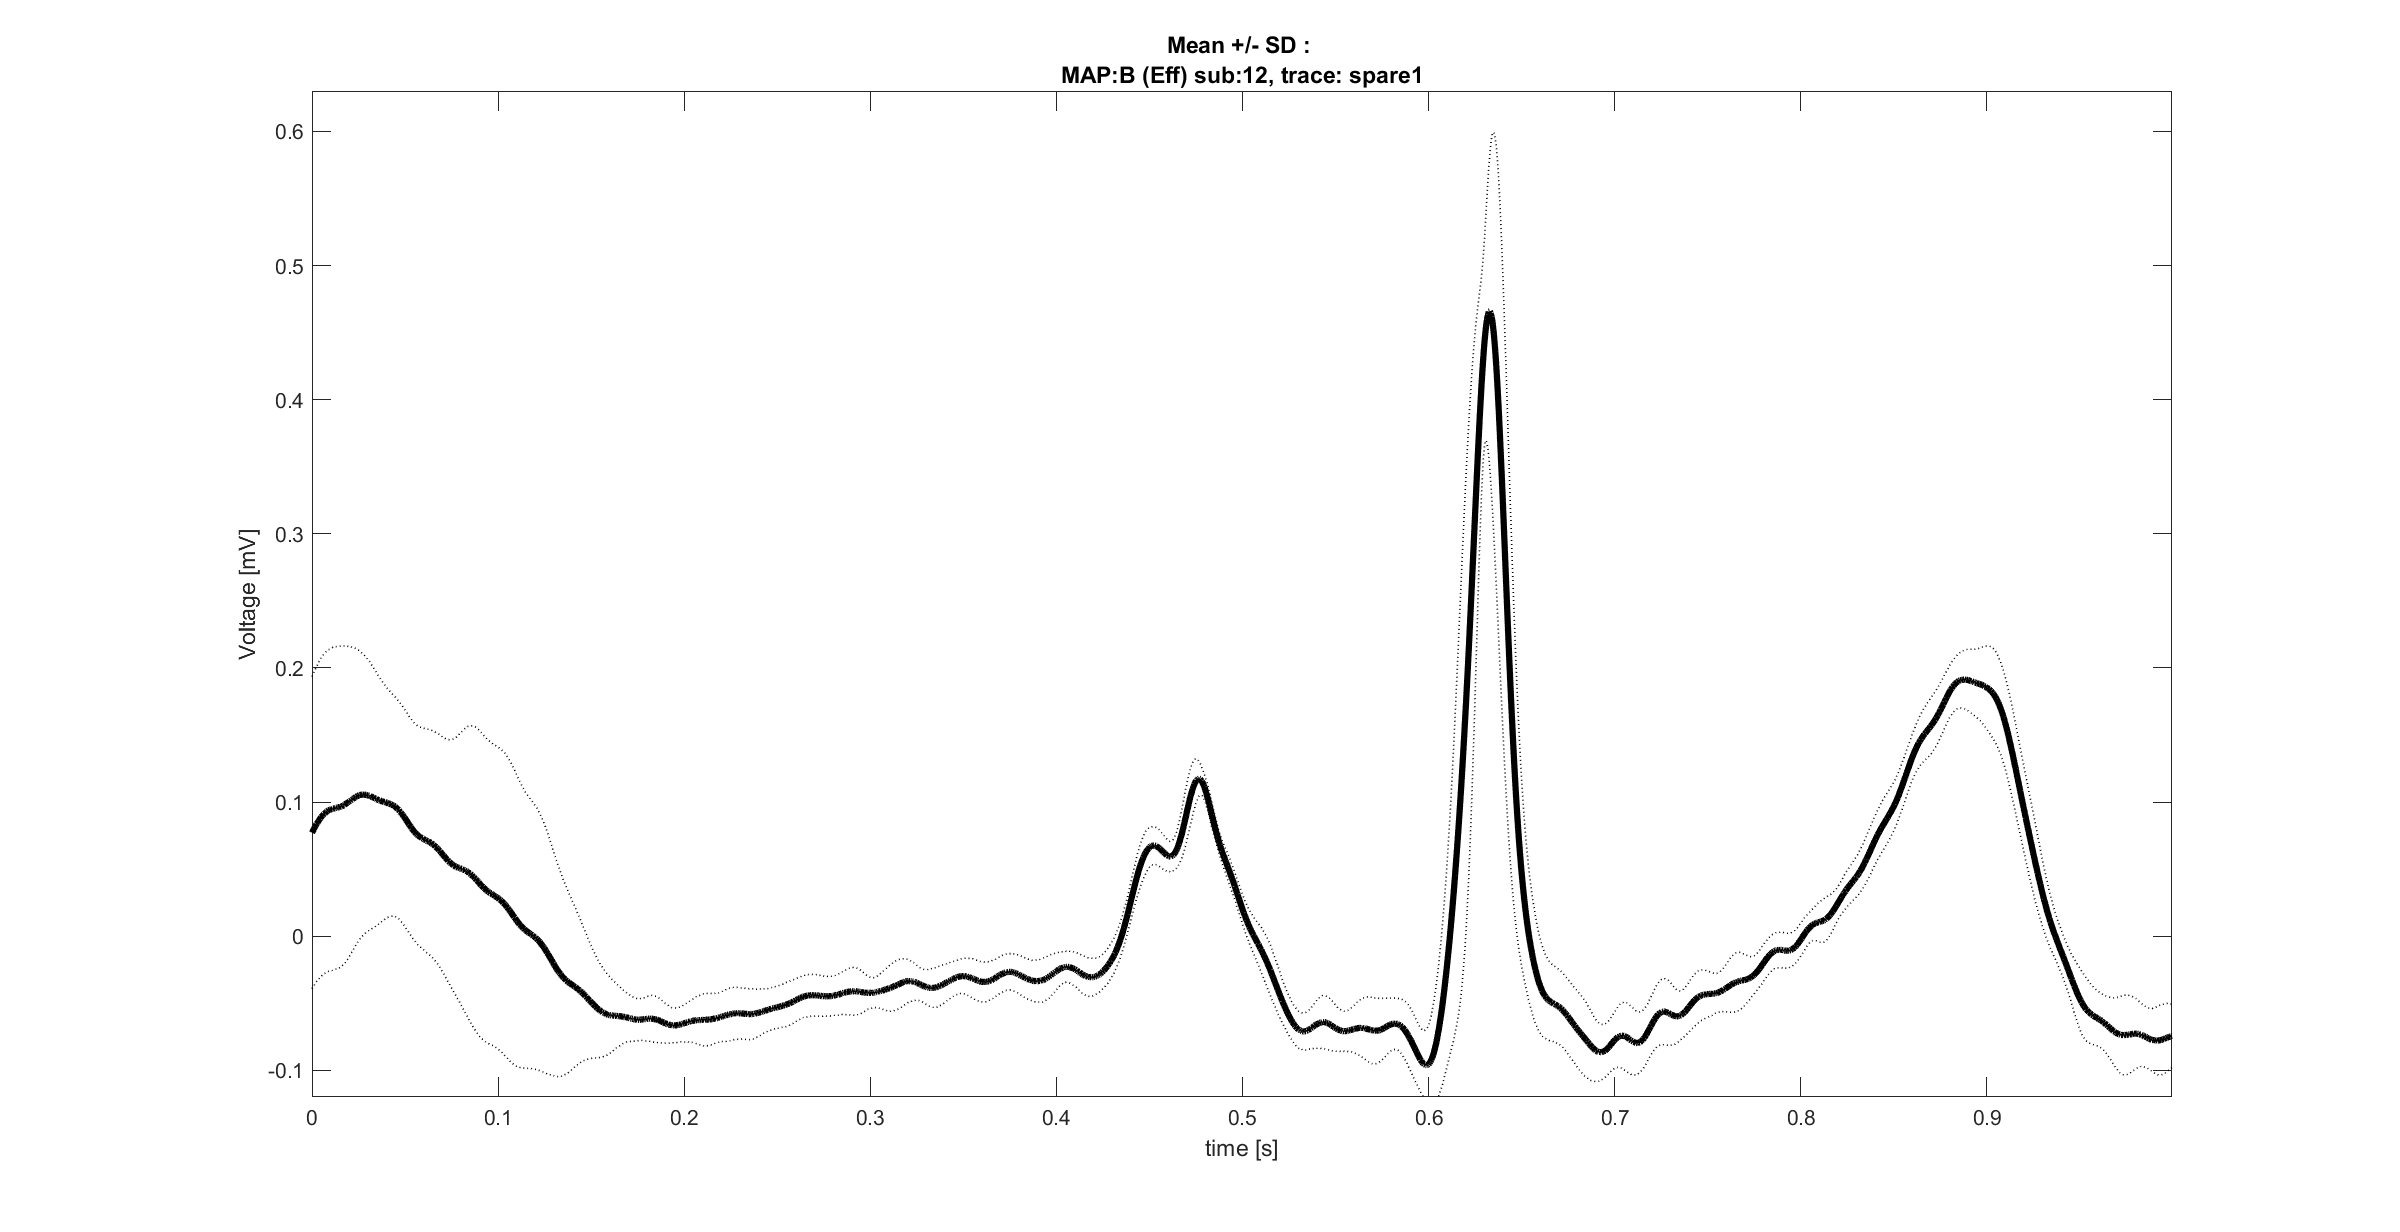 Mean +/- SD :
MAP:B (Eff) sub:12, trace: spare1
0.6
0.5
0.4
0.3
0.2
0.1
0
-0.1
Voltage [mV]
0 0.1 0.2 0.3 0.4 0.5 0.6 0.7 0.8 0.9
time [s]